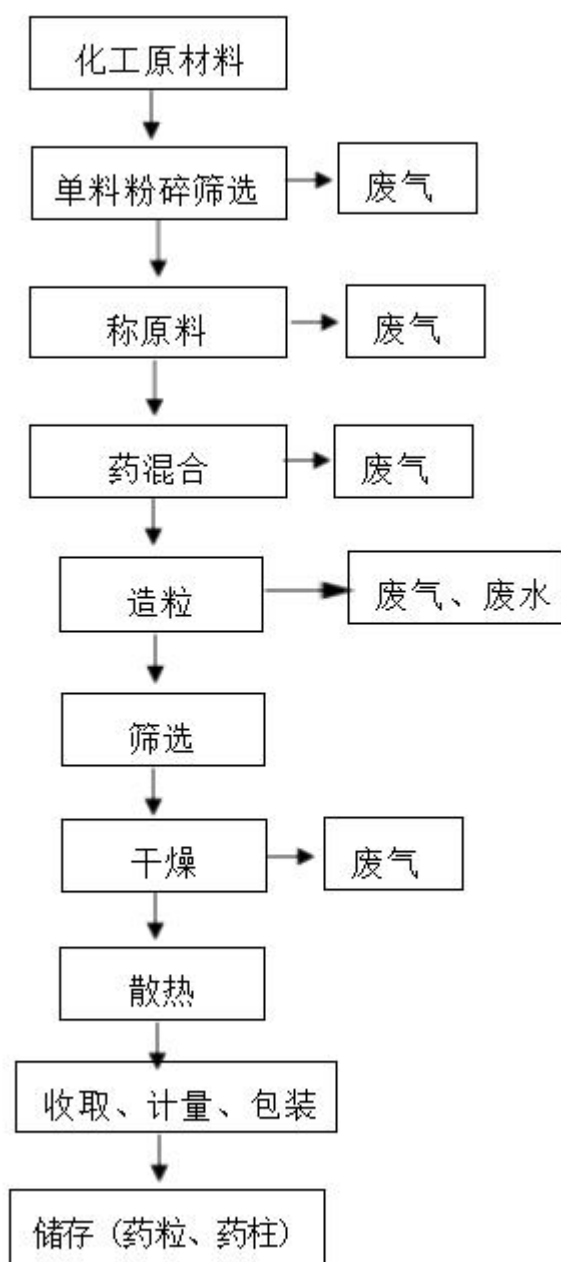 化工原材料
单料粉碎筛选
废气
称原料
废气
药混合
废气
造粒
废气、废水
筛选
干燥
废气
散热
收取、计量、包装
储存（药粒、药柱）